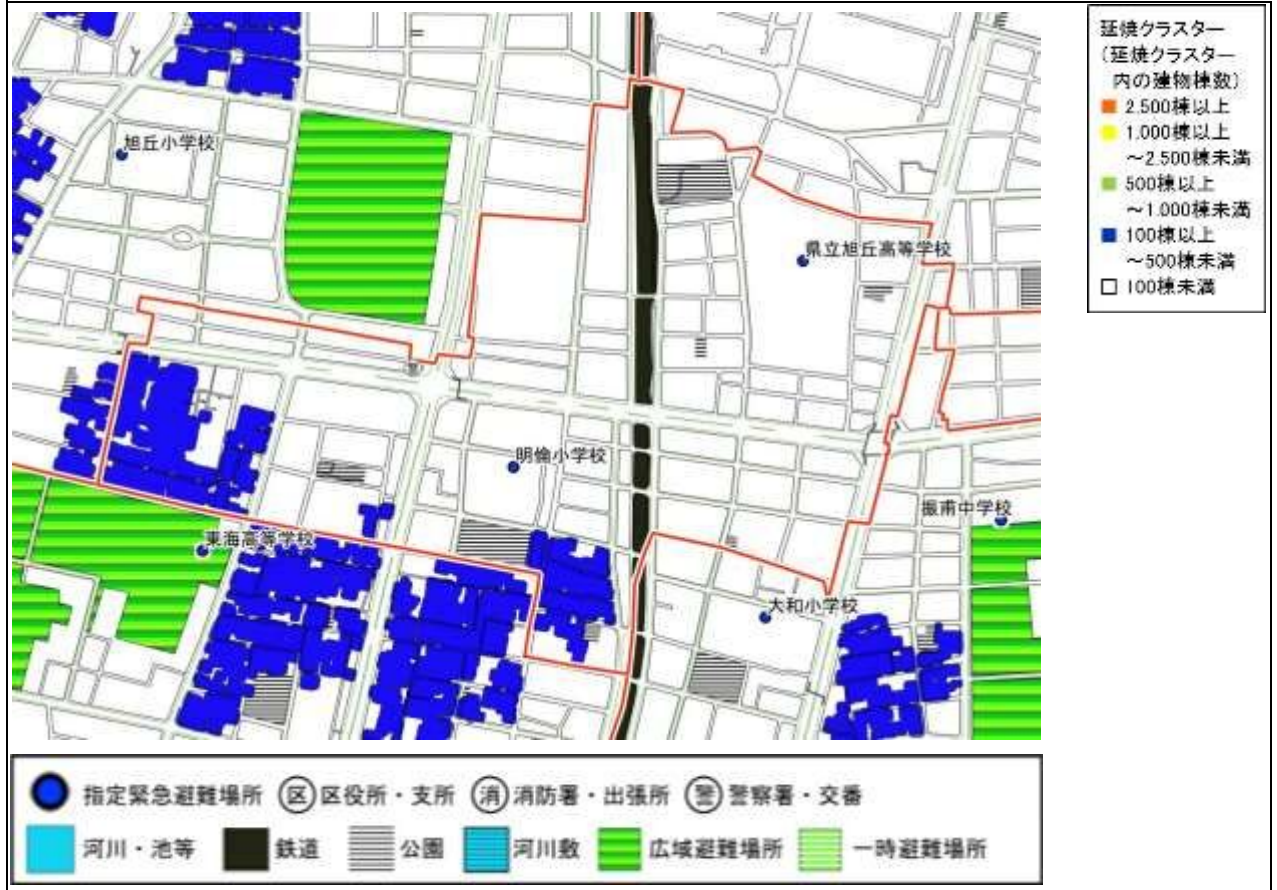 延焼クラスター
(延焼クラスター
内の建物棟数)
2,500棟以上
1,000棟以上
～2,500棟未満
500棟以上
～1,000棟未満
100棟以上
～500棟未満
100棟未満
旭丘小学校
県立旭丘高等学校
明倫小学校
振甫中学校
東海高等学校
大和小学校
指定緊急避難場所 区 区役所・支所 消 消防署・出張所 警 警察署・交番
河川・池等 鉄道 公園 河川敷 広域避難場所 一時避難場所